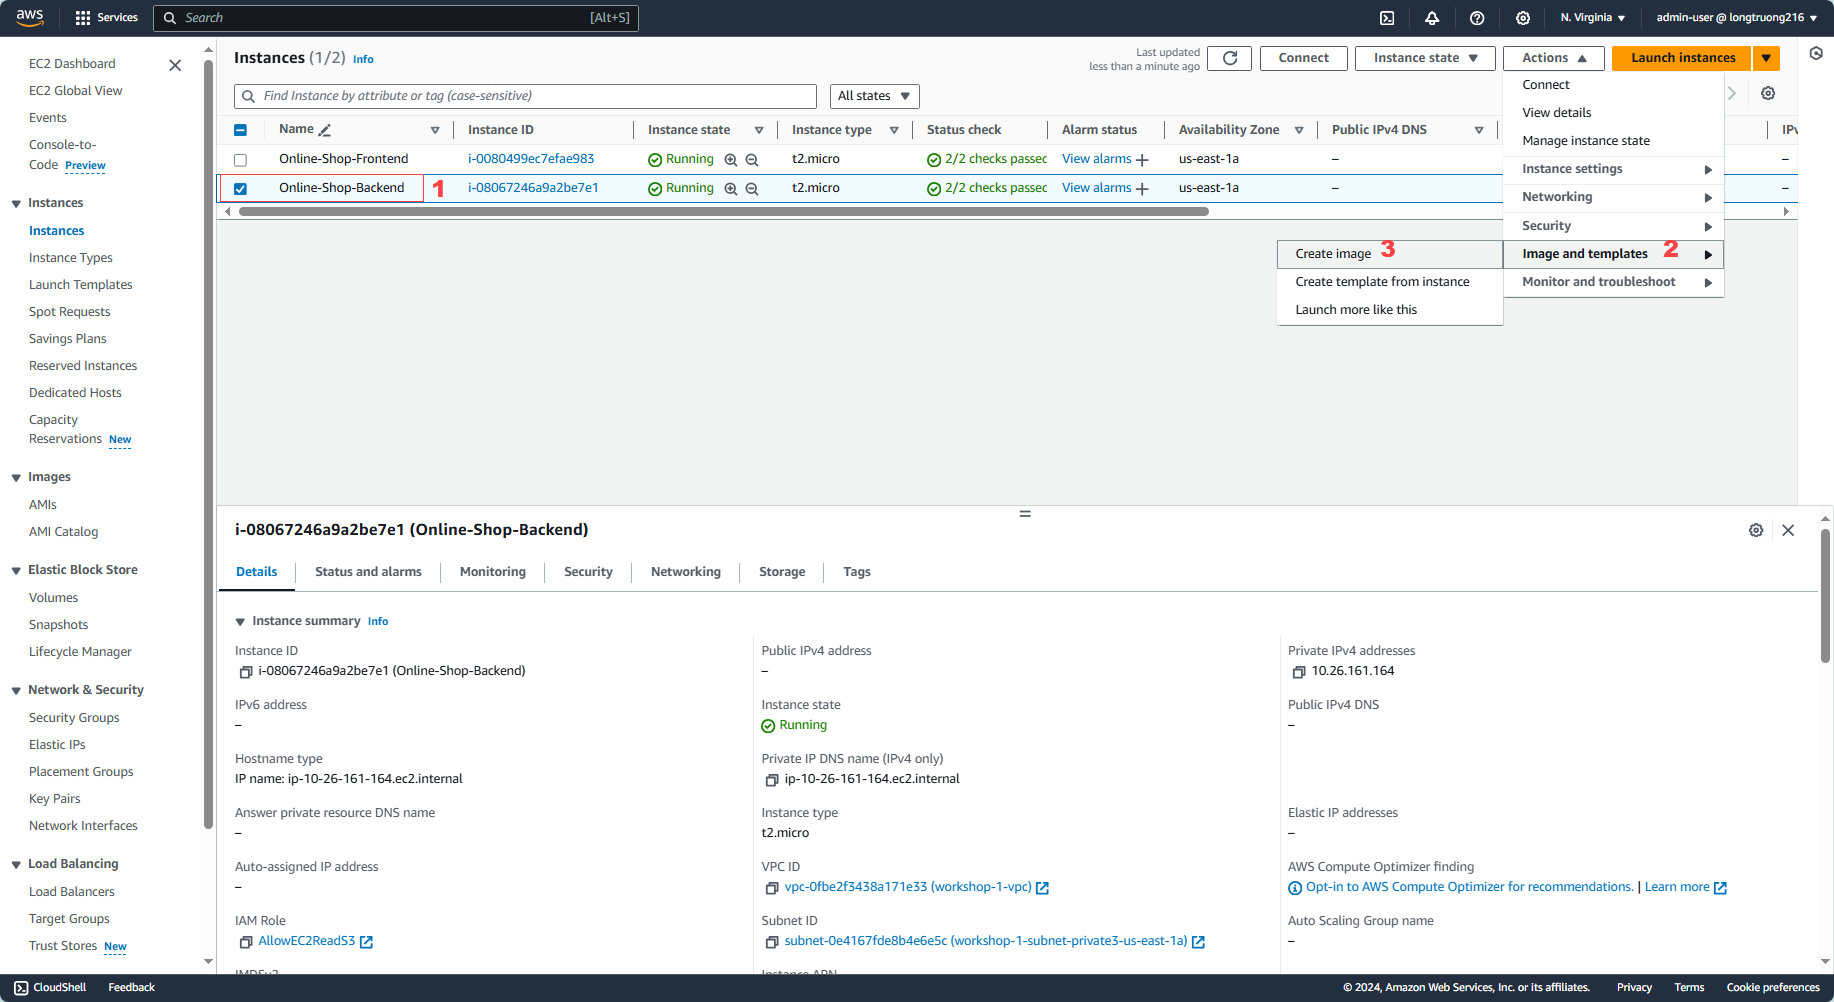 aws
Services
Search
[Alt+S]
N. Virginia
admin-user @ longtruong216
EC2 Dashboard
EC2 Global View
Events
Console-to-
Code Preview
Instances
Instances
Instance Types
Launch Templates
Spot Requests
Savings Plans
Reserved Instances
Dedicated Hosts
Capacity
Reservations New
Images
AMIs
AMI Catalog
Elastic Block Store
Volumes
Snapshots
Lifecycle Manager
Network & Security
Security Groups
Elastic IPs
Placement Groups
Key Pairs
Network Interfaces
Load Balancing
Load Balancers
Target Groups
Trust Stores New
Instances (1/2) Info
Last updated
less than a minute ago
Connect
Instance state
Actions
Launch instances
Find Instance by attribute or tag (case-sensitive)
All states
Name Instance ID Instance state Instance type Status check Alarm status Availability Zone Public IPv4 DNS IPv
Online-Shop-Frontend i-0080499ec7efae983 Running t2.micro 2/2 checks passec View alarms + us-east-1a – –
Online-Shop-Backend 1 i-08067246a9a2be7e1 Running t2.micro 2/2 checks passec View alarms + us-east-1a – –
Connect
View details
Manage instance state
Instance settings
Networking
Security
Image and templates 2
Monitor and troubleshoot
Create image 3
Create template from instance
Launch more like this
i-08067246a9a2be7e1 (Online-Shop-Backend)
Details Status and alarms Monitoring Security Networking Storage Tags
Instance summary Info
Instance ID
i-08067246a9a2be7e1 (Online-Shop-Backend)
Public IPv4 address
–
Private IPv4 addresses
10.26.161.164
IPv6 address
–
Instance state
Running
Public IPv4 DNS
–
Hostname type
IP name: ip-10-26-161-164.ec2.internal
Private IP DNS name (IPv4 only)
ip-10-26-161-164.ec2.internal
Answer private resource DNS name
–
Instance type
t2.micro
Elastic IP addresses
–
Auto-assigned IP address
–
VPC ID
vpc-0fbe2f3438a171e33 (workshop-1-vpc)
AWS Compute Optimizer finding
Opt-in to AWS Compute Optimizer for recommendations. | Learn more
IAM Role
AllowEC2ReadS3
Subnet ID
subnet-0e4167fde8b4e6e5c (workshop-1-subnet-private3-us-east-1a)
Auto Scaling Group name
–
IMDSv2
Instance ARN
CloudShell
Feedback
© 2024, Amazon Web Services, Inc. or its affiliates.
Privacy
Terms
Cookie preferences